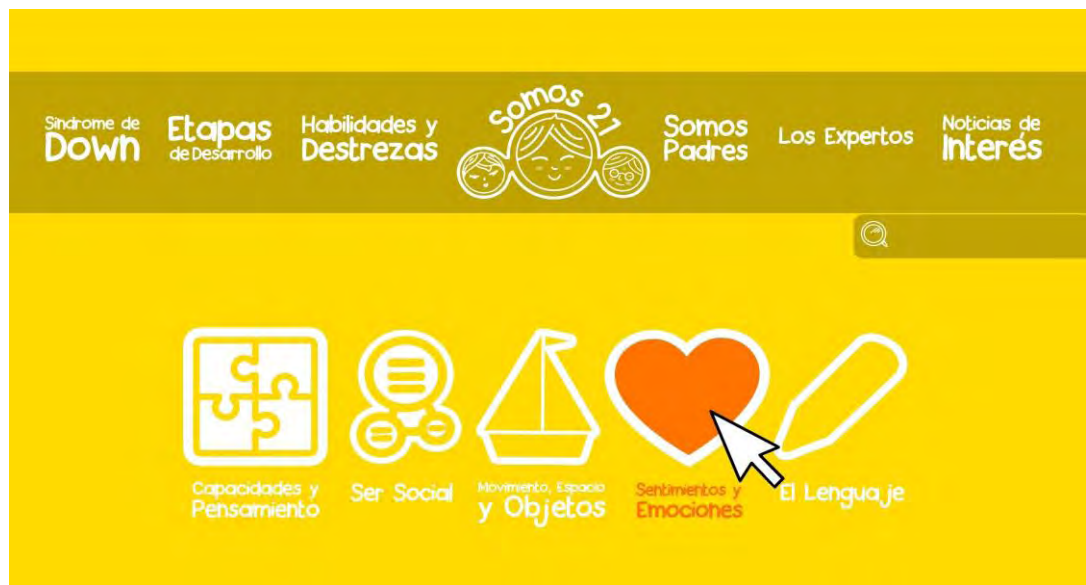 Síndrome de
Down
Etapas
de Desarrollo
Habilidades y
Destrezas
Somos 21
Somos
Padres
Los Expertos
Noticias de
Interés
Capacidades y
Pensamiento
Ser Social
Movimiento, Espacio
y Objetos
Sentimientos y
Emociones
El Lenguaje